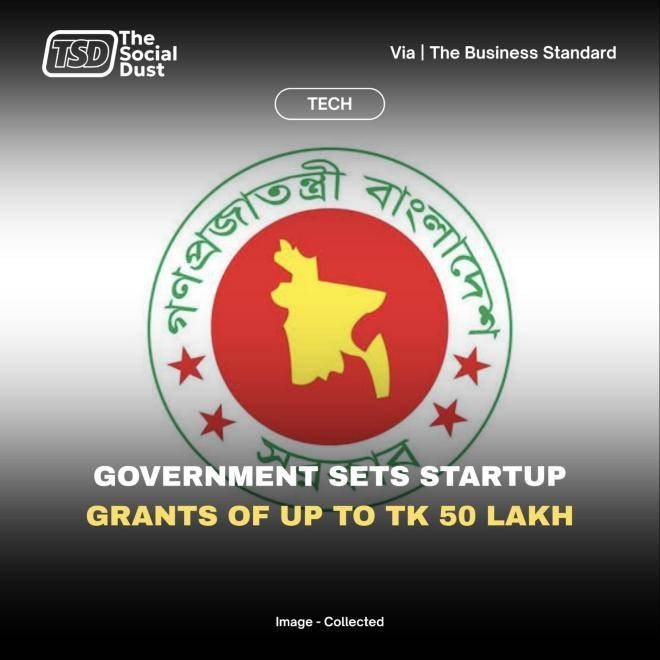 TSD
The
Social
Dust
Via | The Business Standard
TECH
গণপ্রজাতন্ত্রী বাংলাদেশ
সরকার
GOVERNMENT SETS STARTUP
GRANTS OF UP TO TK 50 LAKH
Image - Collected